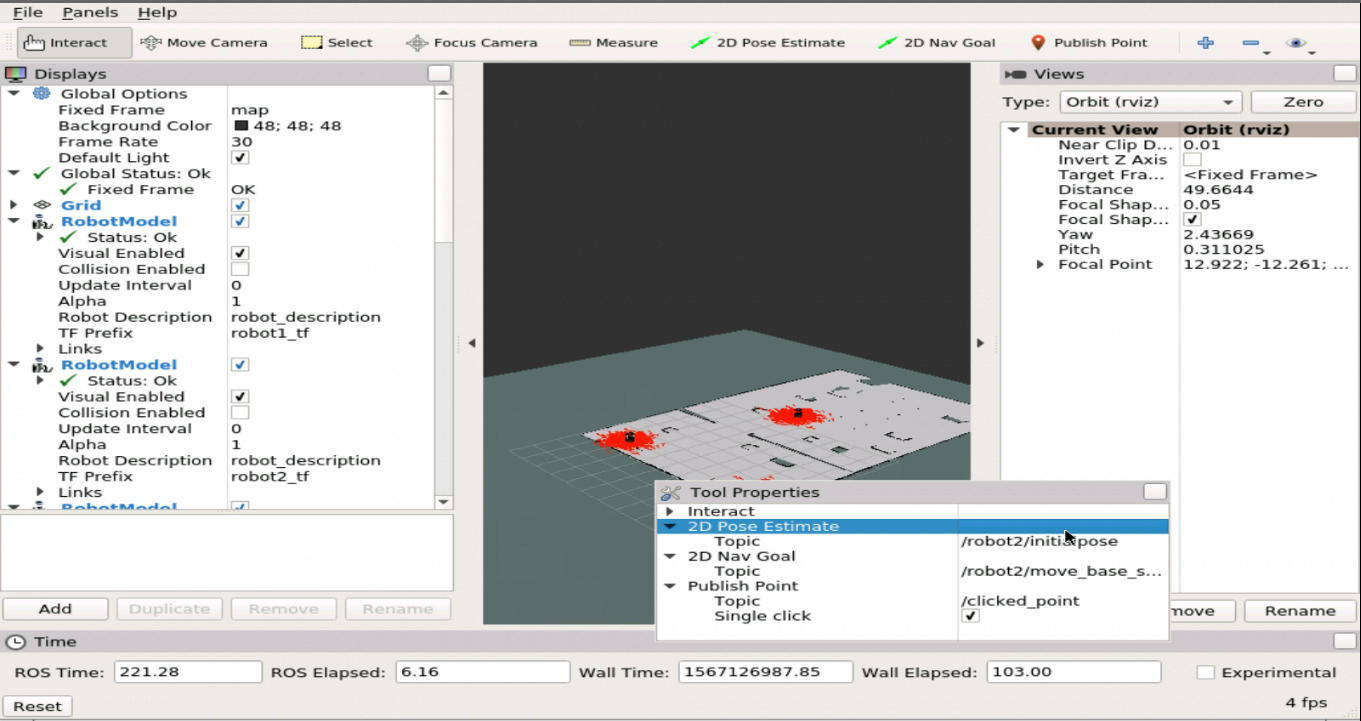 File Panels Help
Interact Move Camera Select Focus Camera Measure 2D Pose Estimate 2D Nav Goal Publish Point
Displays
Global Options
Fixed Frame map
Background Color 48; 48; 48
Frame Rate 30
Default Light
Global Status: Ok
Fixed Frame OK
Grid
RobotModel
Status: Ok
Visual Enabled
Collision Enabled
Update Interval 0
Alpha 1
Robot Description robot_description
TF Prefix robot1_tf
Links
RobotModel
Status: Ok
Visual Enabled
Collision Enabled
Update Interval 0
Alpha 1
Robot Description robot_description
TF Prefix robot2_tf
Links
RobotModel
Add Duplicate Remove Rename
Views
Type: Orbit (rviz) Zero
Current View Orbit (rviz)
Near Clip D... 0.01
Invert Z Axis
Target Fra... <Fixed Frame>
Distance 49.6644
Focal Shap... 0.05
Focal Shap...
Yaw 2.43669
Pitch 0.311025
Focal Point 12.922; -12.261; ...
move Rename
Tool Properties
Interact
2D Pose Estimate
Topic /robot2/initialpose
2D Nav Goal
Topic /robot2/move_base_s...
Publish Point
Topic /clicked_point
Single click
Time
ROS Time: 221.28 ROS Elapsed: 6.16 Wall Time: 1567126987.85 Wall Elapsed: 103.00 Experimental
Reset 4 fps